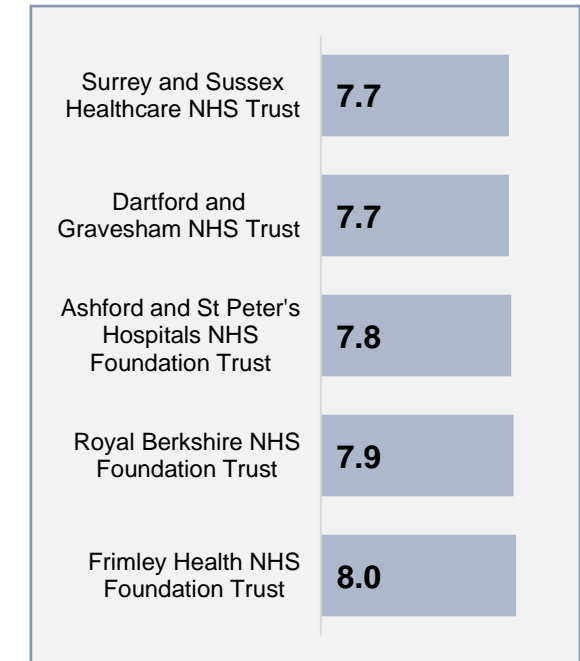 Surrey and Sussex
Healthcare NHS Trust
7.7
Dartford and
Gravesham NHS Trust
7.7
Ashford and St Peter's
Hospitals NHS
Foundation Trust
7.8
Royal Berkshire NHS
Foundation Trust
7.9
Frimley Health NHS
Foundation Trust
8.0